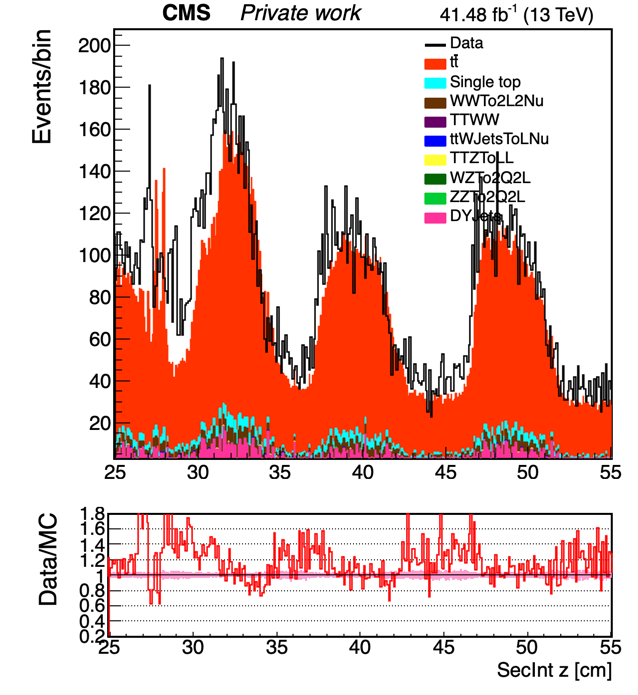 CMS Private work 41.48 fb⁻¹ (13 TeV)
Events/bin
200
180
160
140
120
100
80
60
40
20
Data
tt̄
Single top
WWTo2L2Nu
TTWW
ttWJetsToLNu
TTZToLL
WZTo2Q2L
ZZTo2Q2L
DYJets
25 30 35 40 45 50 55
Data/MC
1.8
1.6
1.4
1.2
1
0.8
0.6
0.4
0.2
25 30 35 40 45 50 55
SecInt z [cm]